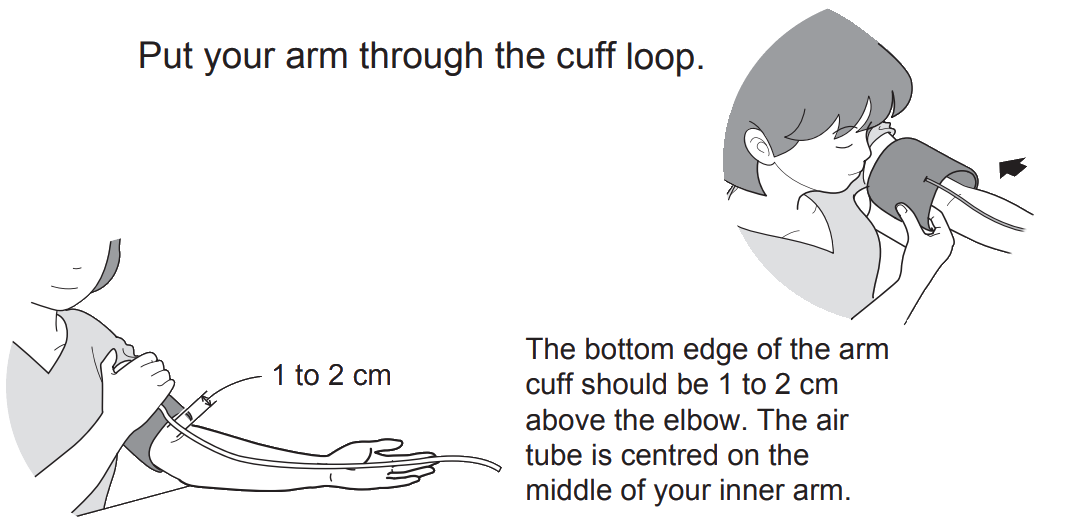 Put your arm through the cuff loop.
1 to 2 cm
The bottom edge of the arm
cuff should be 1 to 2 cm
above the elbow. The air
tube is centred on the
middle of your inner arm.